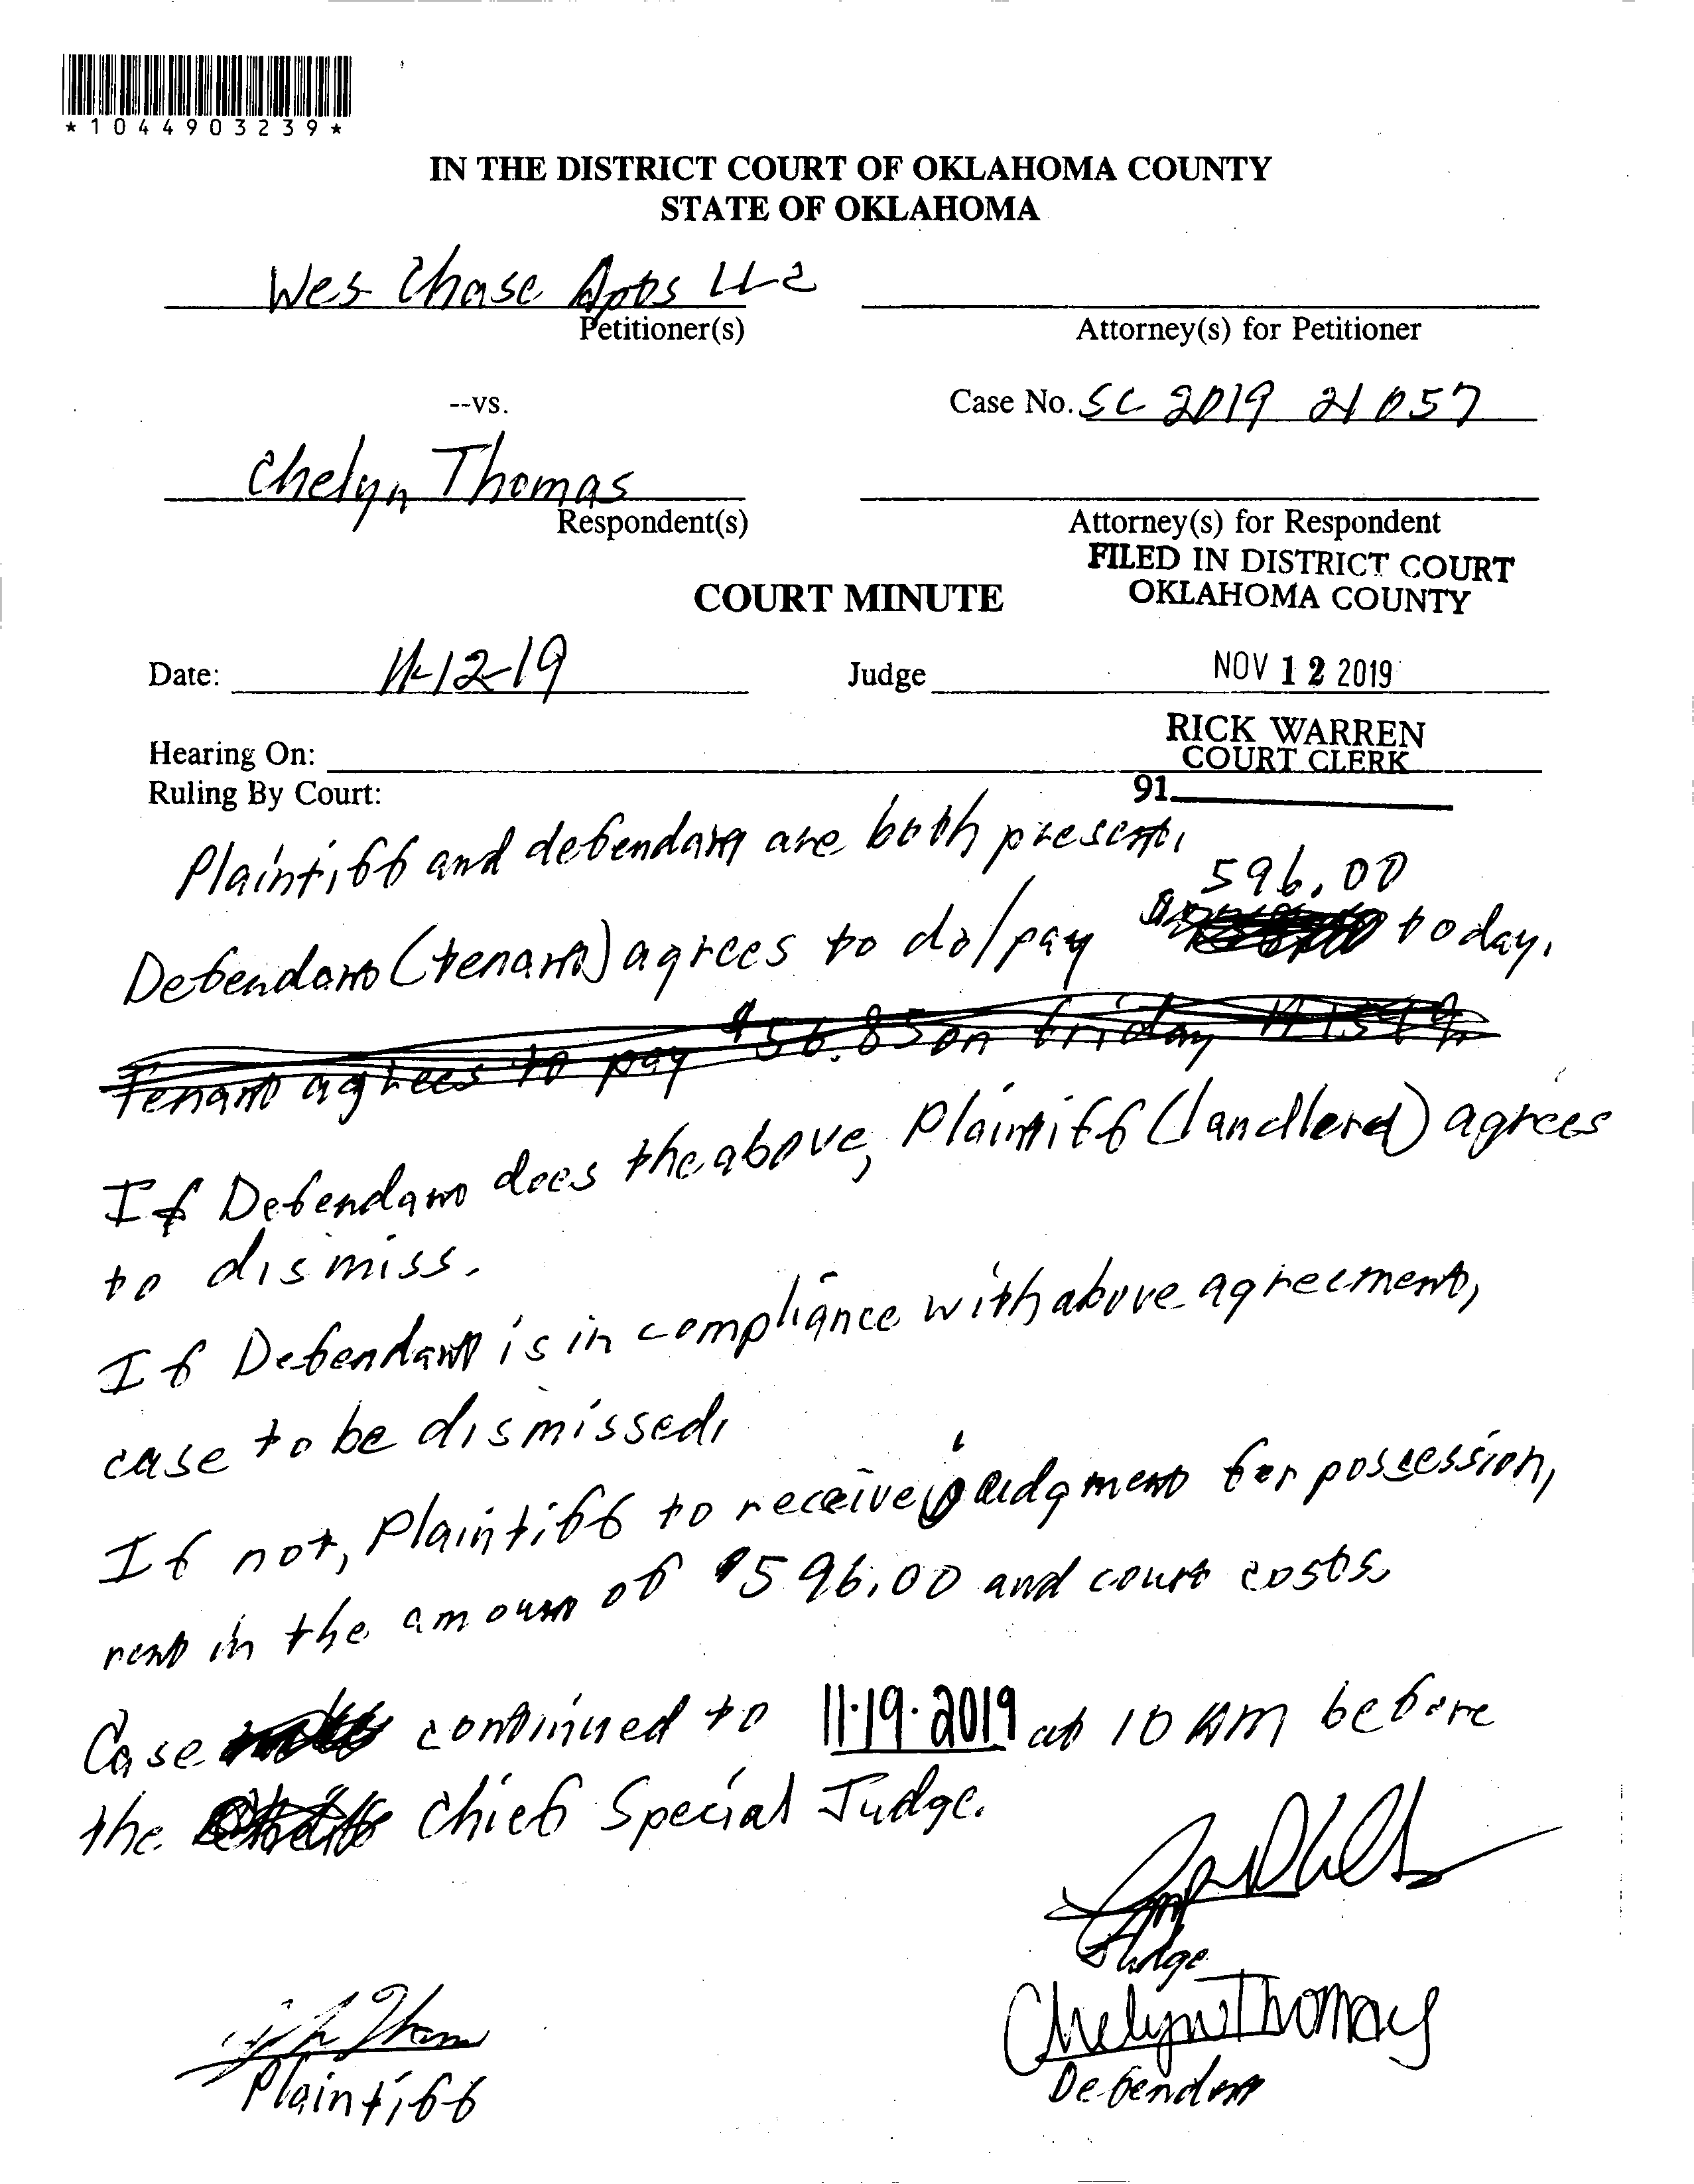 *1044903239*
IN THE DISTRICT COURT OF OKLAHOMA COUNTY
STATE OF OKLAHOMA
Wes Chase Apts LLC
Petitioner(s)
Attorney(s) for Petitioner
--vs.
Case No. SC 2019 21057
Chelyn Thomas
Respondent(s)
Attorney(s) for Respondent
FILED IN DISTRICT COURT
OKLAHOMA COUNTY
COURT MINUTE
Date: 11-12-19
Judge
NOV 12 2019
RICK WARREN
COURT CLERK
Hearing On:
91
Ruling By Court:
Plaintiff and defendant are both present.
596.00
Defendant (tenant) agrees to do/pay today.
Tenant agrees to pay $56.85 on Friday 11-15-19.
If Defendant does the above, Plaintiff (landlord) agrees
to dismiss.
If Defendant is in compliance with above agreement,
case to be dismissed.
If not, Plaintiff to receive judgment for possession,
rent in the amount of $596.00 and court costs.
Case continued to 11.19.2019 at 10 AM before
the Chief Special Judge.
Judge
Chelyn Thomas
Defendant
Plaintiff